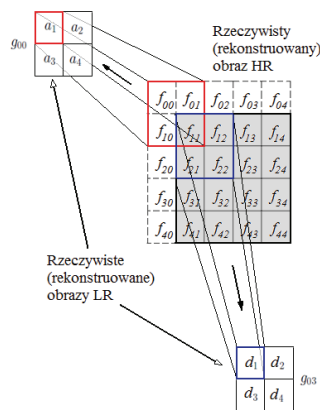 Rzeczywisty
(rekonstruowany)
obraz HR
g₀₀
a₁ a₂
a₃ a₄
f₀₀ f₀₁ f₀₂ f₀₃ f₀₄
f₁₀ f₁₁ f₁₂ f₁₃ f₁₄
f₂₀ f₂₁ f₂₂ f₂₃ f₂₄
f₃₀ f₃₁ f₃₂ f₃₃ f₃₄
f₄₀ f₄₁ f₄₂ f₄₃ f₄₄
Rzeczywiste
(rekonstruowane)
obrazy LR
d₁ d₂
d₃ d₄
g₀₃